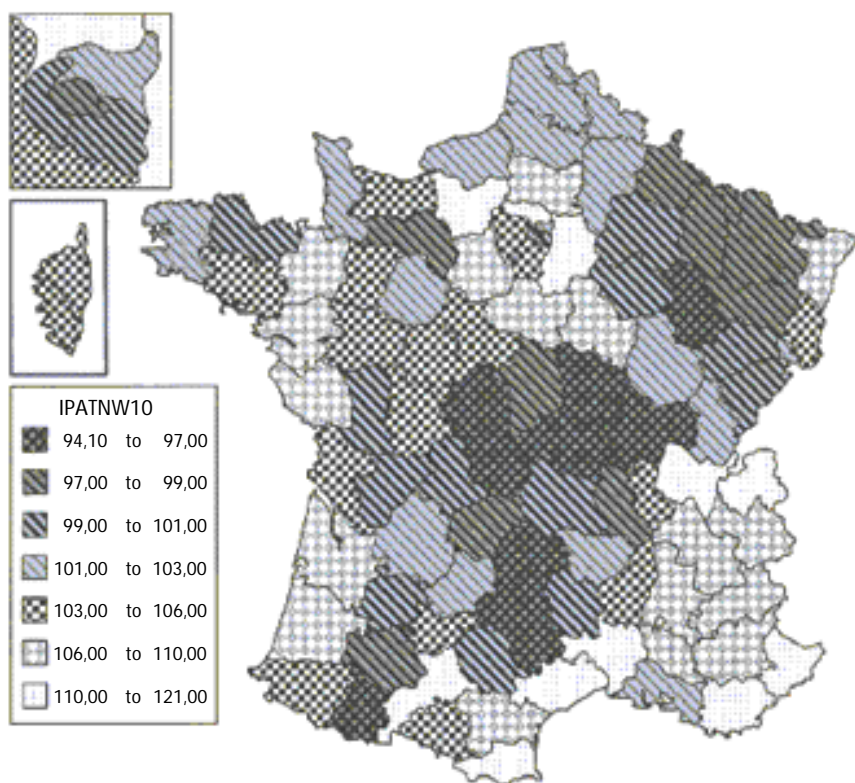 IPATNW10
94,10 to 97,00
97,00 to 99,00
99,00 to 101,00
101,00 to 103,00
103,00 to 106,00
106,00 to 110,00
110,00 to 121,00